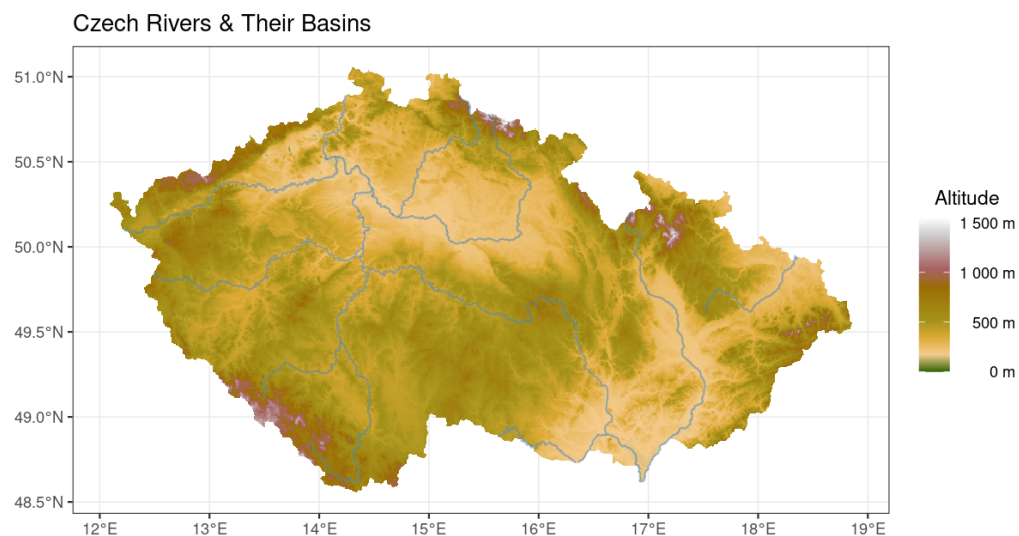 Czech Rivers & Their Basins
51.0°N
50.5°N
50.0°N
49.5°N
49.0°N
48.5°N
12°E 13°E 14°E 15°E 16°E 17°E 18°E 19°E
Altitude
1 500 m
1 000 m
500 m
0 m